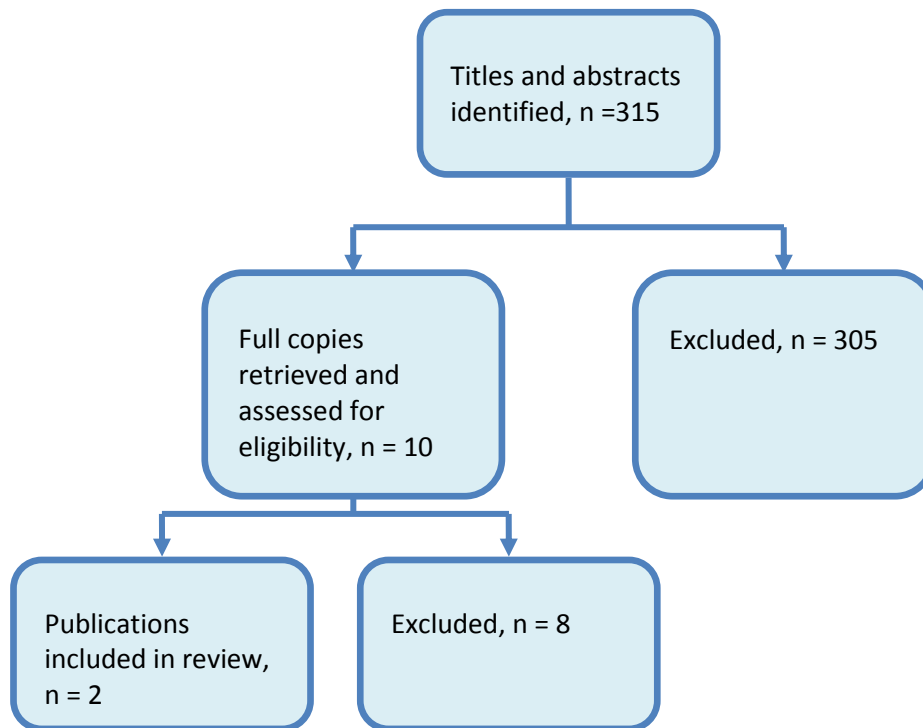 Titles and abstracts
identified, n =315
Full copies
retrieved and
assessed for
eligibility, n = 10
Excluded, n = 305
Publications
included in review,
n = 2
Excluded, n = 8